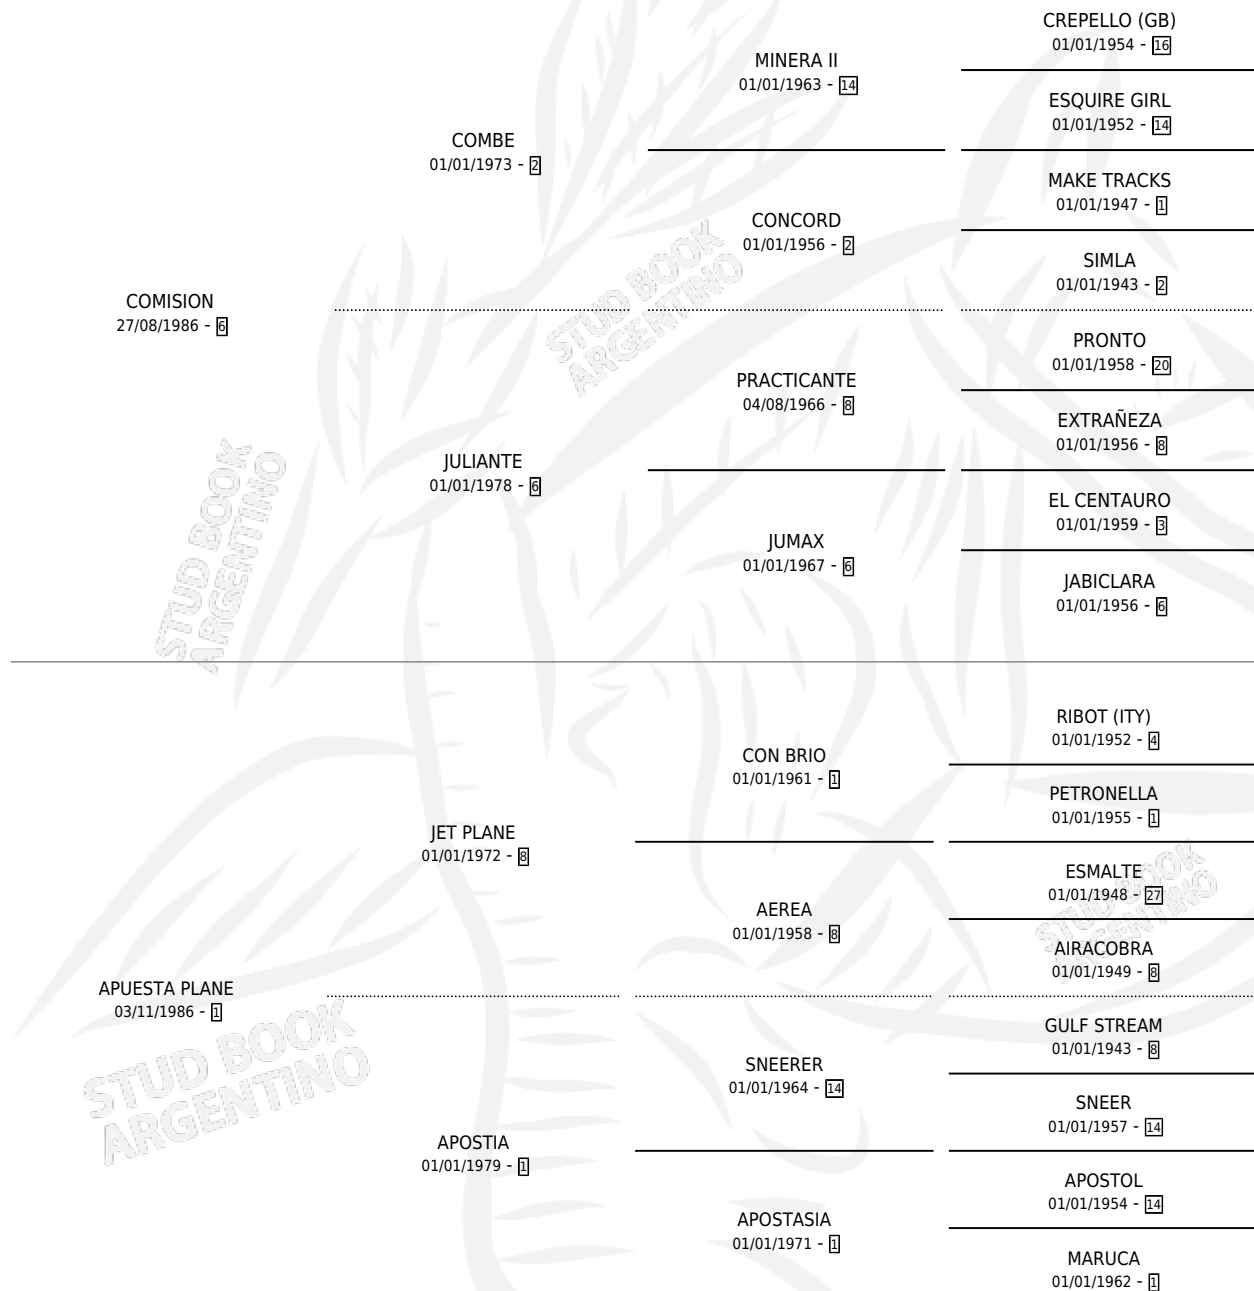 CREPELLO (GB)
01/01/1954 - 16
MINERA II
01/01/1963 - 14
ESQUIRE GIRL
01/01/1952 - 14
COMBE
01/01/1973 - 2
MAKE TRACKS
01/01/1947 - 1
CONCORD
01/01/1956 - 2
SIMLA
01/01/1943 - 2
COMISION
27/08/1986 - 6
PRONTO
01/01/1958 - 20
PRACTICANTE
04/08/1966 - 8
EXTRAÑEZA
01/01/1956 - 8
JULIANTE
01/01/1978 - 6
EL CENTAURO
01/01/1959 - 3
JUMAX
01/01/1967 - 6
JABICLARA
01/01/1956 - 6
STUD BOOK
ARGENTINO
STUD BOOK
ARGENTINO
RIBOT (ITY)
01/01/1952 - 4
CON BRIO
01/01/1961 - 1
PETRONELLA
01/01/1955 - 1
JET PLANE
01/01/1972 - 8
ESMALTE
01/01/1948 - 27
AEREA
01/01/1958 - 8
AIRACOBRA
01/01/1949 - 8
STUD BOOK
ARGENTINO
APUESTA PLANE
03/11/1986 - 1
GULF STREAM
01/01/1943 - 8
SNEERER
01/01/1964 - 14
SNEER
01/01/1957 - 14
STUD BOOK
ARGENTINO
APOSTIA
01/01/1979 - 1
APOSTOL
01/01/1954 - 14
APOSTASIA
01/01/1971 - 1
MARUCA
01/01/1962 - 1